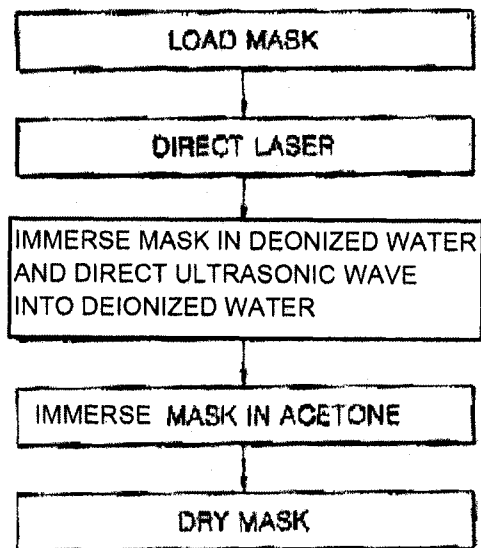 LOAD MASK
DIRECT LASER
IMMERSE MASK IN DEONIZED WATER
AND DIRECT ULTRASONIC WAVE
INTO DEIONIZED WATER
IMMERSE MASK IN ACETONE
DRY MASK